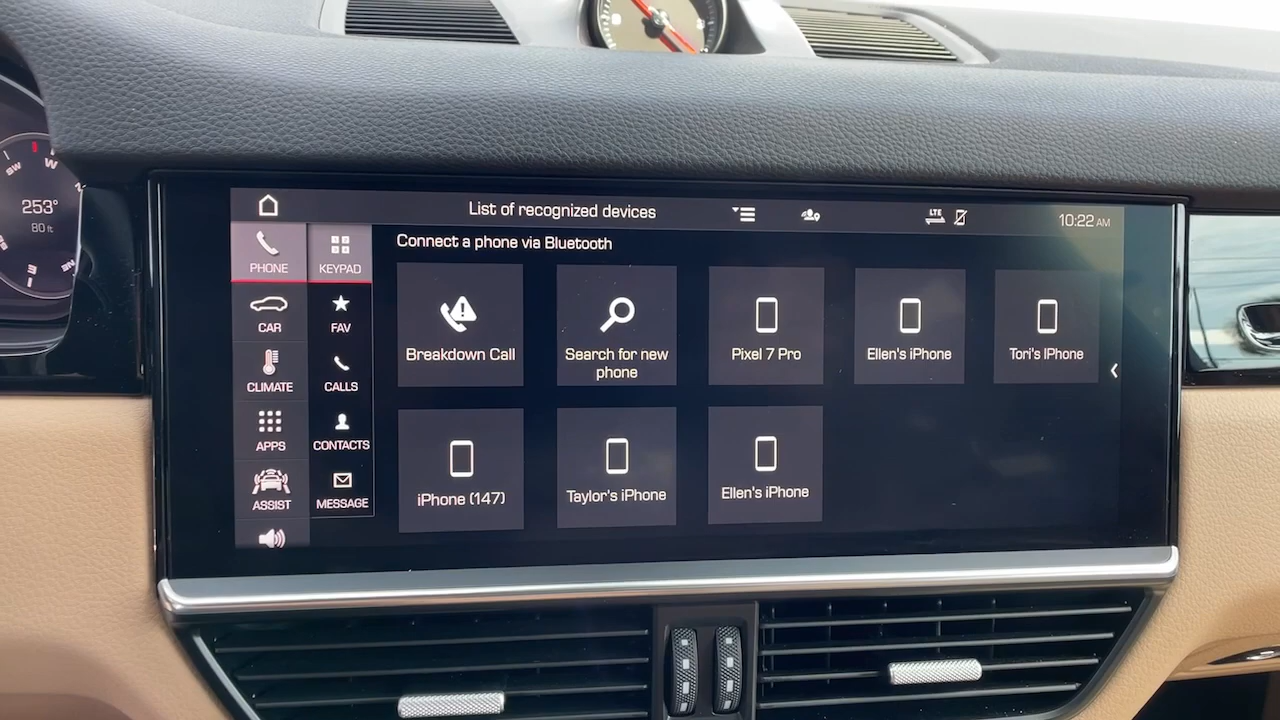 SW
W
253°
80 ft
List of recognized devices
LTE
10:22 AM
PHONE
KEYPAD
CAR
FAV
CLIMATE
CALLS
APPS
CONTACTS
ASSIST
MESSAGE
Connect a phone via Bluetooth
Breakdown Call
Search for new
phone
Pixel 7 Pro
Ellen's iPhone
Tori's IPhone
iPhone (147)
Taylor's iPhone
Ellen's iPhone